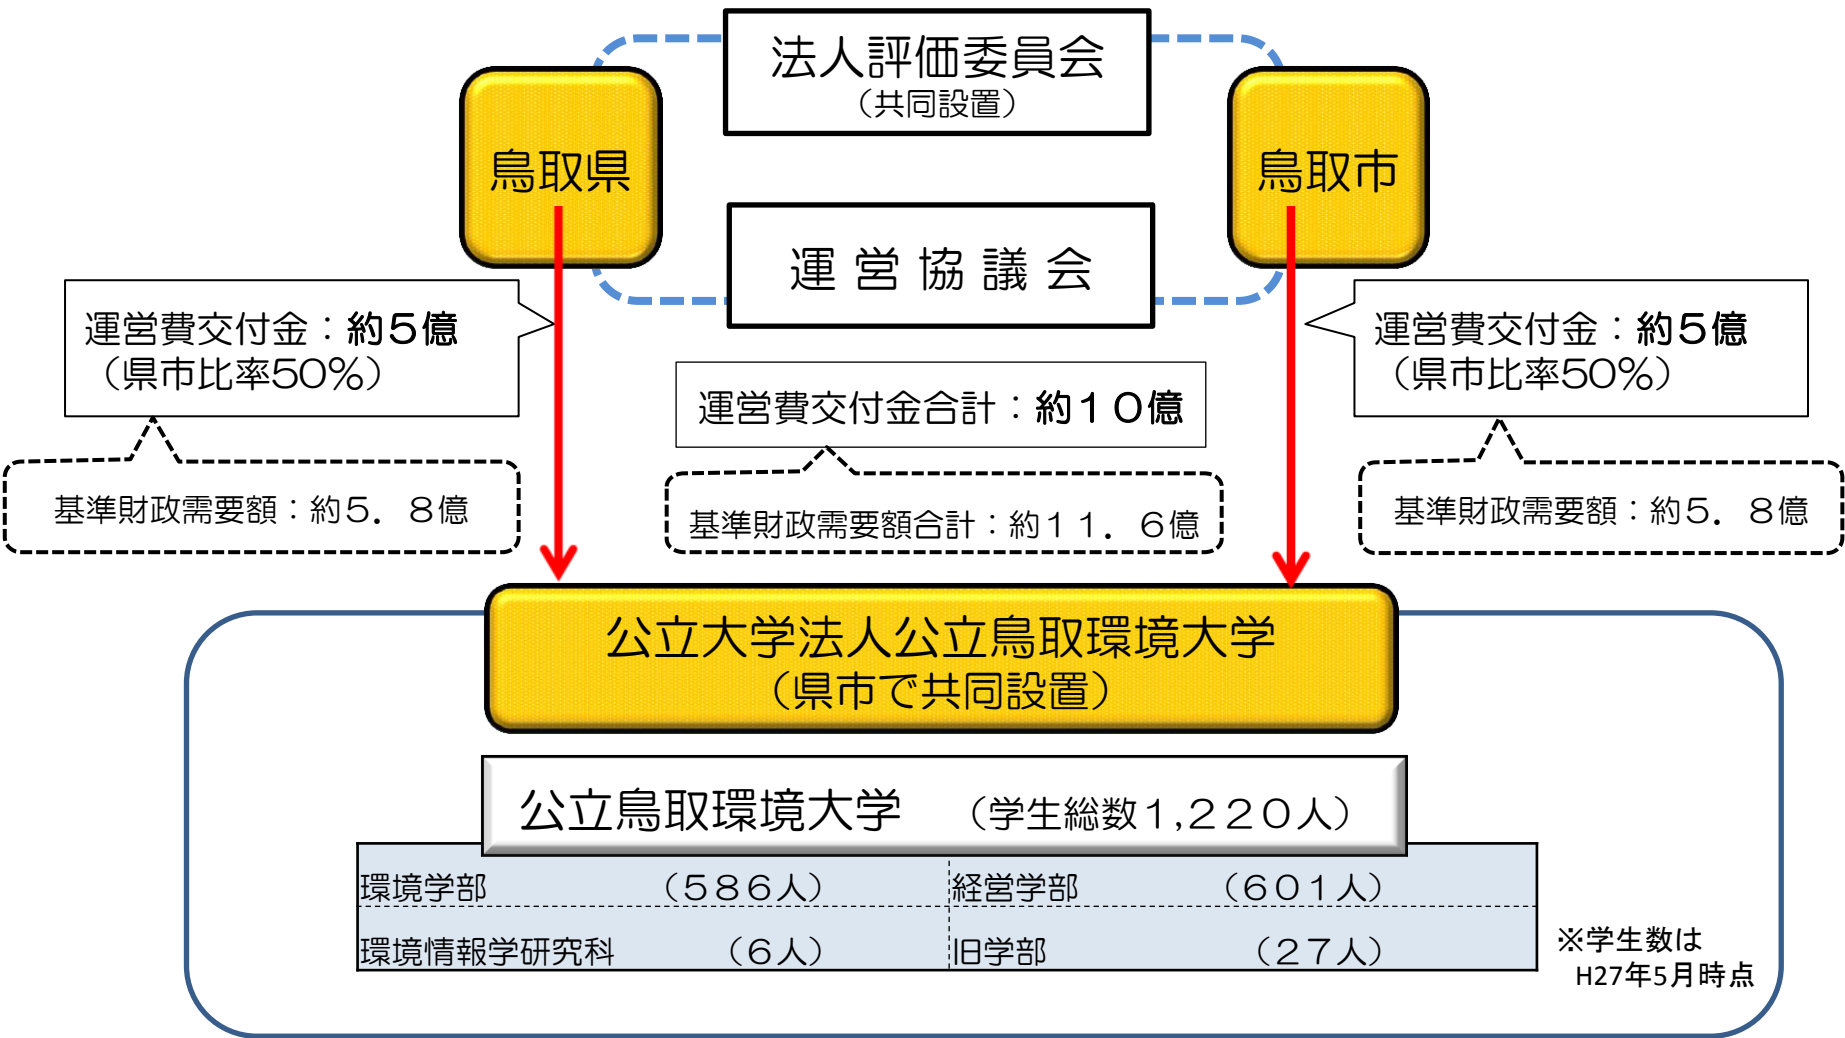 法人評価委員会
（共同設置）
鳥取県
鳥取市
運営協議会
運営費交付金：約５億
（県市比率５０％）
運営費交付金：約５億
（県市比率５０％）
運営費交付金合計：約１０億
基準財政需要額：約５．８億
基準財政需要額合計：約１１．６億
基準財政需要額：約５．８億
公立大学法人公立鳥取環境大学
（県市で共同設置）
公立鳥取環境大学　（学生総数１,２２０人）
環境学部　（５８６人）　経営学部　（６０１人）
環境情報学研究科　（６人）　旧学部　（２７人）
※学生数は
H27年5月時点